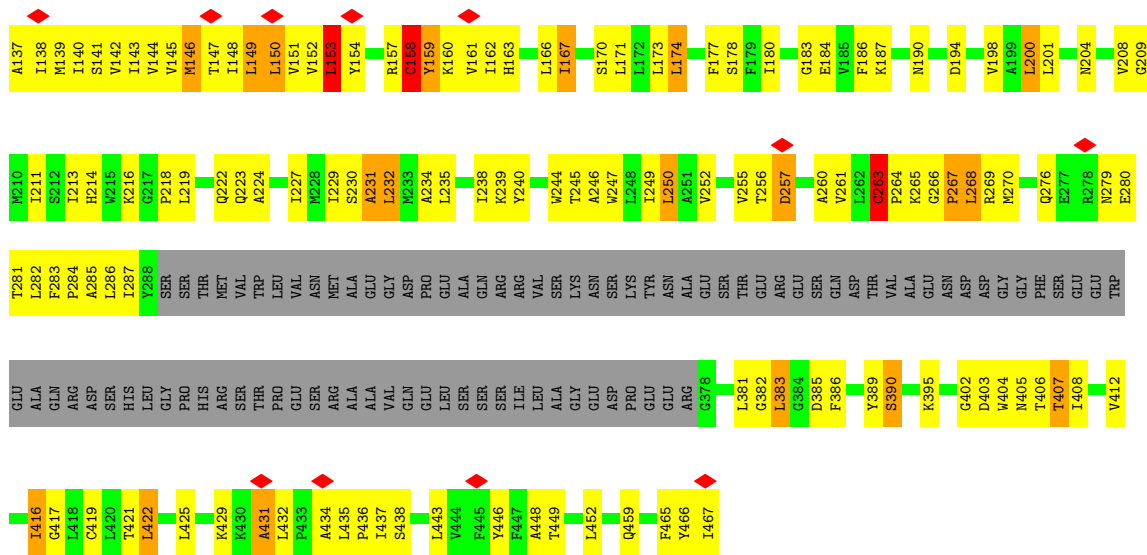 A137 I138 M139 I140 S141 V142 I143 V144 V145 M146 T147 I148 L149 L150 V151 V152 L153 Y154 R157 C158 Y159 K160 V161 I162 H163 L166 I167 S170 L171 L172 L173 L174 F177 S178 F179 I180 G183 E184 V185 F186 K187 N190 D194 V198 A199 L200 L201 N204 V208 G209
M210 I211 S212 I213 H214 W215 K216 G217 P218 L219 Q222 Q223 A224 I227 M228 I229 S230 A231 L232 M233 A234 L235 I238 K239 Y240 W244 T245 A246 W247 L248 I249 L250 A251 V252 V255 T256 D257 A260 V261 L262 C263 P264 K265 G266 P267 L268 R269 M270 Q276 E277 R278 N279 E280
T281 L282 F283 P284 A285 L286 I287 Y288 SER SER THR MET VAL TRP LEU VAL ASN MET ALA GLU GLY ASP PRO GLU ALA GLN ARG ARG VAL SER LYS ASN SER LYS TYR ASN ALA GLU SER THR GLU ARG GLU SER GLN ASP THR VAL ALA GLU ASN ASP ASP GLY GLY PHE SER GLU GLU TRP
GLU ALA GLN ARG ASP SER HIS LEU GLY PRO HIS ARG SER THR PRO GLU SER ARG ALA ALA VAL GLN GLU LEU SER SER SER ILE LEU ALA GLY GLU ASP PRO GLU GLU ARG G378 L381 G382 L383 G384 D385 F386 Y389 S390 K395 G402 D403 W404 N405 T406 T407 I408 V412
I416 G417 L418 C419 L420 T421 L422 L425 K429 K430 A431 L432 P433 A434 L435 P436 I437 S438 L443 V444 F445 Y446 F447 A448 T449 L452 Q459 F465 Y466 I467